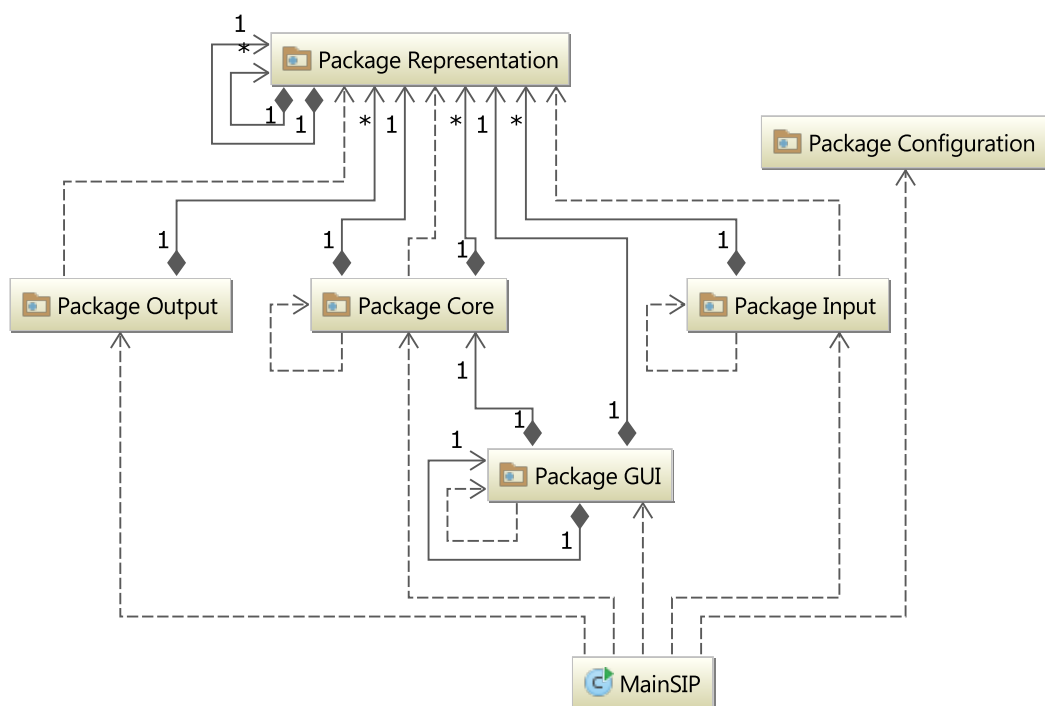 1
*
Package Representation
1
1
*
1
*
1
*
Package Configuration
1
1
1
1
Package Output
Package Core
Package Input
1
1
1
1
Package GUI
1
MainSIP